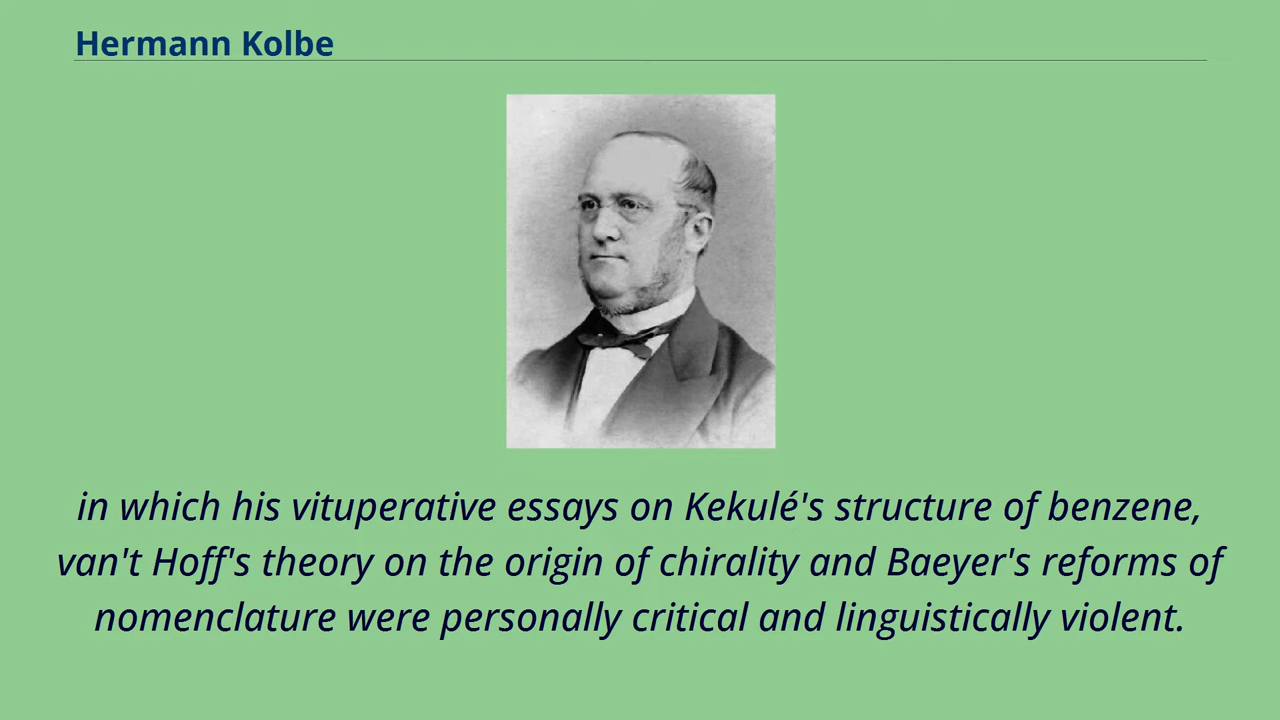 Hermann Kolbe
in which his vituperative essays on Kekulé's structure of benzene,
van't Hoff's theory on the origin of chirality and Baeyer's reforms of
nomenclature were personally critical and linguistically violent.